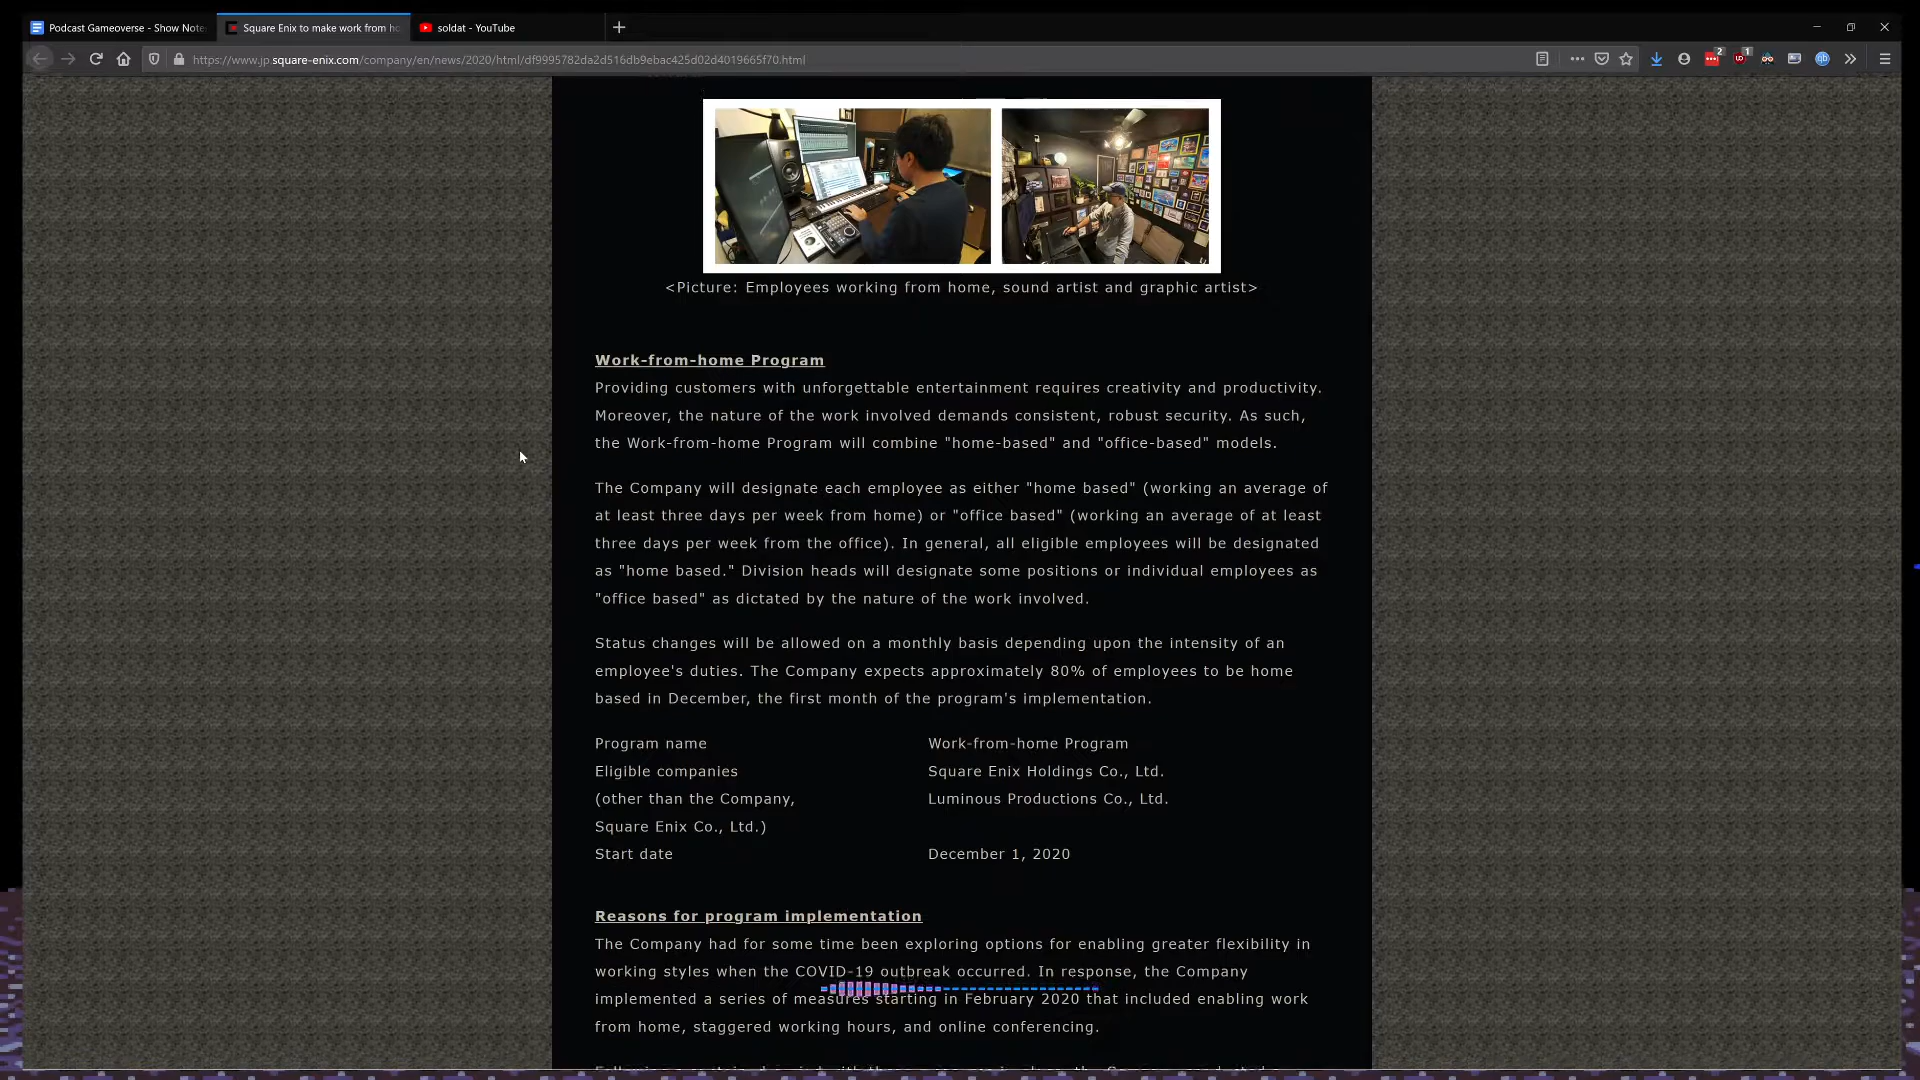 Podcast Gameoverse - Show Note
Square Enix to make work from ho
soldat - YouTube
https://www.jp.square-enix.com/company/en/news/2020/html/df9995782da2d516db9ebac425d02d4019665f70.html
2
1
<Picture: Employees working from home, sound artist and graphic artist>
Work-from-home Program
Providing customers with unforgettable entertainment requires creativity and productivity.
Moreover, the nature of the work involved demands consistent, robust security. As such,
the Work-from-home Program will combine "home-based" and "office-based" models.
The Company will designate each employee as either "home based" (working an average of
at least three days per week from home) or "office based" (working an average of at least
three days per week from the office). In general, all eligible employees will be designated
as "home based." Division heads will designate some positions or individual employees as
"office based" as dictated by the nature of the work involved.
Status changes will be allowed on a monthly basis depending upon the intensity of an
employee's duties. The Company expects approximately 80% of employees to be home
based in December, the first month of the program's implementation.
Program name Work-from-home Program
Eligible companies Square Enix Holdings Co., Ltd.
(other than the Company, Luminous Productions Co., Ltd.
Square Enix Co., Ltd.)
Start date December 1, 2020
Reasons for program implementation
The Company had for some time been exploring options for enabling greater flexibility in
working styles when the COVID-19 outbreak occurred. In response, the Company
implemented a series of measures starting in February 2020 that included enabling work
from home, staggered working hours, and online conferencing.